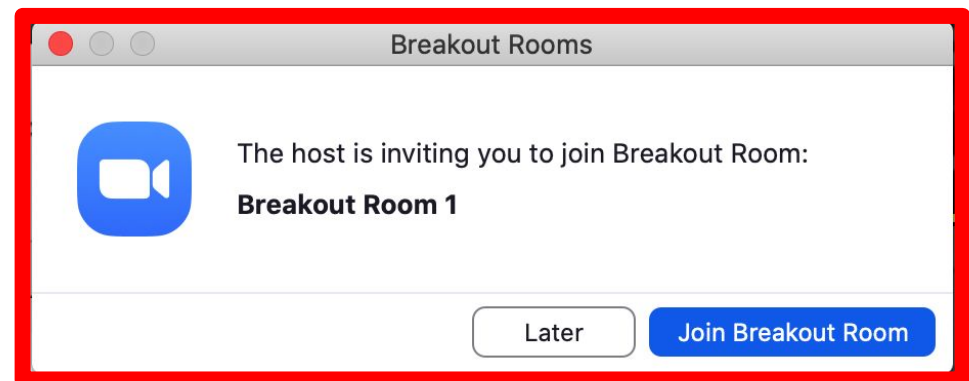 Breakout Rooms
The host is inviting you to join Breakout Room:
Breakout Room 1
Later
Join Breakout Room